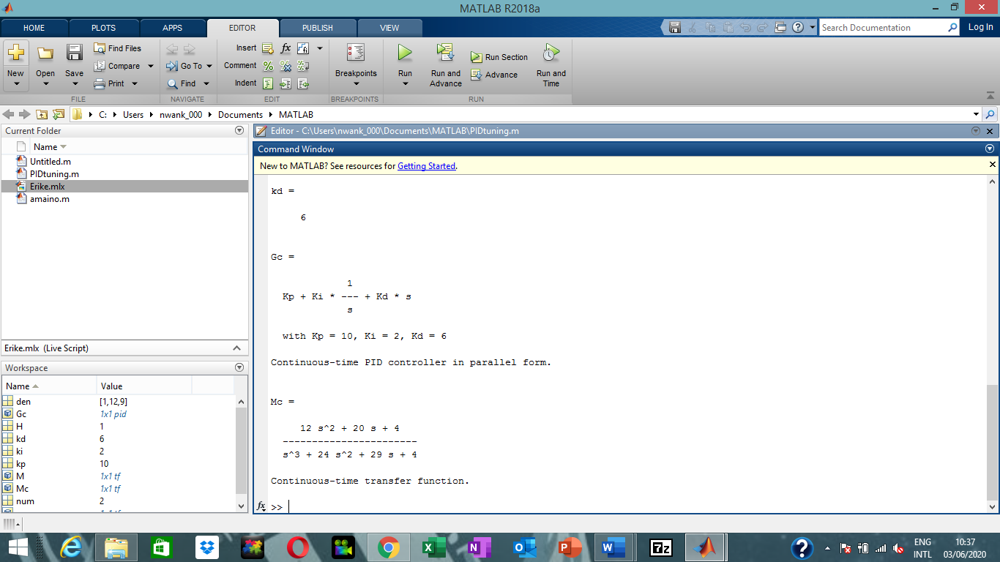 MATLAB R2018a
HOME PLOTS APPS EDITOR PUBLISH VIEW Search Documentation Log In
New Open Save Find Files Compare Print
Go To Find
Insert fx
Comment
Indent
Breakpoints
Run Run and Advance Run Section Advance Run and Time
FILE NAVIGATE EDIT BREAKPOINTS RUN
C: Users nwank_000 Documents MATLAB
Current Folder
Name
Untitled.m
PIDtuning.m
Erike.mlx
amaino.m
Erike.mlx (Live Script)
Workspace
Name Value
den [1,12,9]
Gc 1x1 pid
H 1
kd 6
ki 2
kp 10
M 1x1 tf
Mc 1x1 tf
num 2
Editor - C:\Users\nwank_000\Documents\MATLAB\PIDtuning.m
Command Window
New to MATLAB? See resources for Getting Started.
kd =
6
Gc =
1
Kp + Ki * --- + Kd * s
s
with Kp = 10, Ki = 2, Kd = 6
Continuous-time PID controller in parallel form.
Mc =
12 s^2 + 20 s + 4
-----------------------
s^3 + 24 s^2 + 29 s + 4
Continuous-time transfer function.
fx >>
7z
ENG
INTL
10:37
03/06/2020